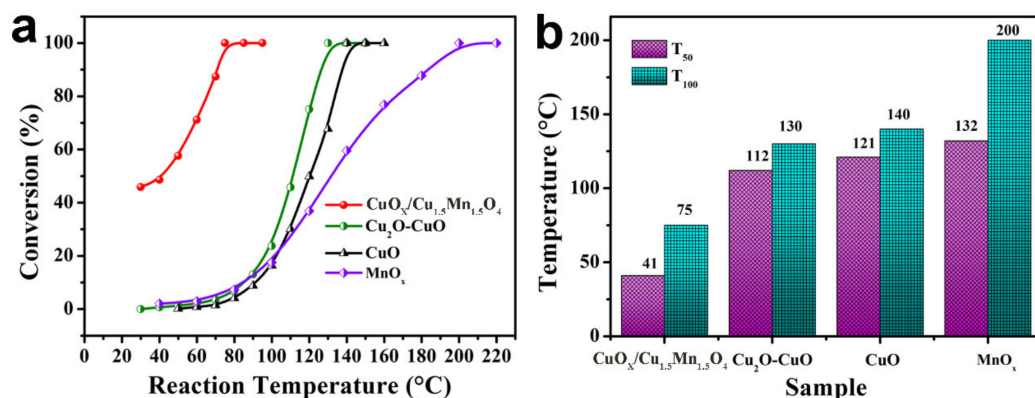 a
Conversion (%)
100
80
60
40
20
0
CuOX/Cu1.5Mn1.5O4
Cu2O-CuO
CuO
MnOx
0 20 40 60 80 100 120 140 160 180 200 220
Reaction Temperature (°C)
b
Temperature (°C)
200
150
100
50
0
T50
T100
41
75
112
130
121
140
132
200
CuOX/Cu1.5Mn1.5O4 Cu2O-CuO CuO MnOx
Sample